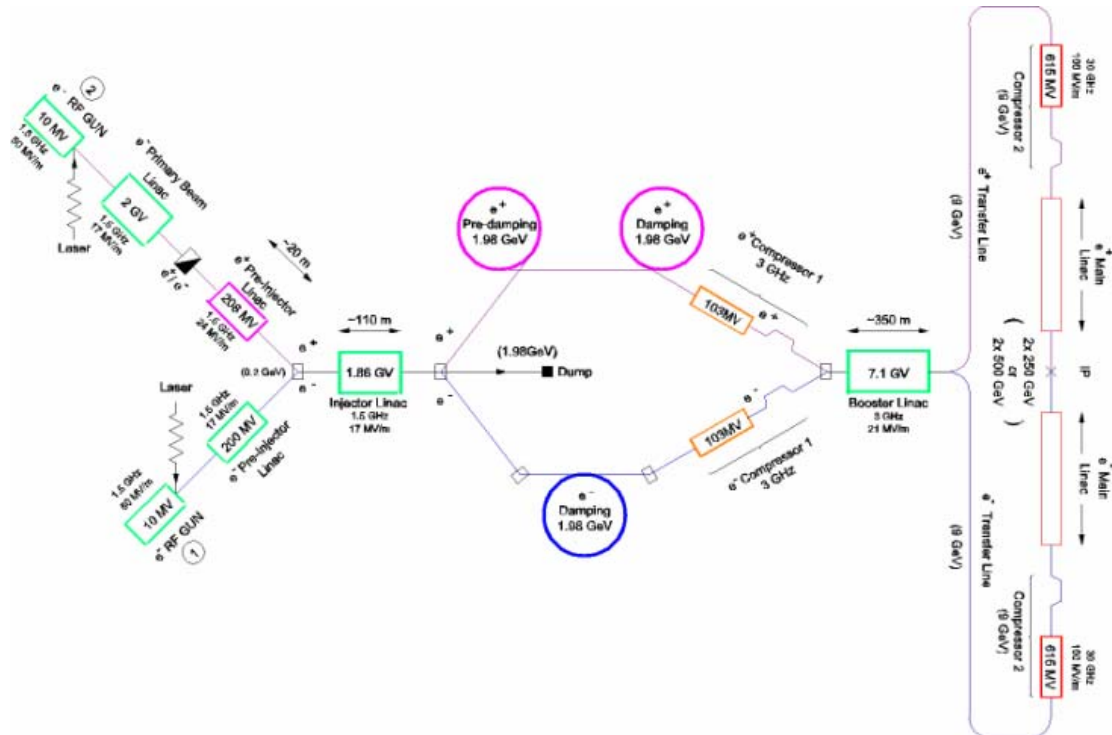 ②
e⁻ RF GUN
10 MV
1.5 GHz
50 MV/m
Laser
e⁻ Primary Beam
Linac
2 GV
1.5 GHz
17 MV/m
e⁺/e⁻
~20 m
e⁺ Pre-injector
Linac
208 MV
1.5 GHz
24 MV/m
(0.2 GeV)
e⁺
e⁻
Laser
1.5 GHz
17 MV/m
200 MV
e⁻ Pre-injector
Linac
1.5 GHz
50 MV/m
10 MV
e⁻ RF GUN
①
~110 m
1.86 GV
Injector Linac
1.5 GHz
17 MV/m
e⁺
e⁻
(1.98GeV)
Dump
e⁺
Pre-damping
1.98 GeV
e⁺
Damping
1.98 GeV
e⁻
Damping
1.98 GeV
e⁺Compressor 1
3 GHz
103MV
e⁺
e⁻
103MV
e⁻Compressor 1
3 GHz
~350 m
7.1 GV
Booster Linac
3 GHz
21 MV/m
e⁺ Transfer Line
(9 GeV)
e⁻ Transfer Line
(9 GeV)
(2x 250 GeV
or
2x 500 GeV)
Compressor 2
(9 GeV)
615 MV
30 GHz
100 MV/m
e⁺ Main
Linac
IP
e⁻ Main
Linac
Compressor 2
(9 GeV)
615 MV
30 GHz
100 MV/m